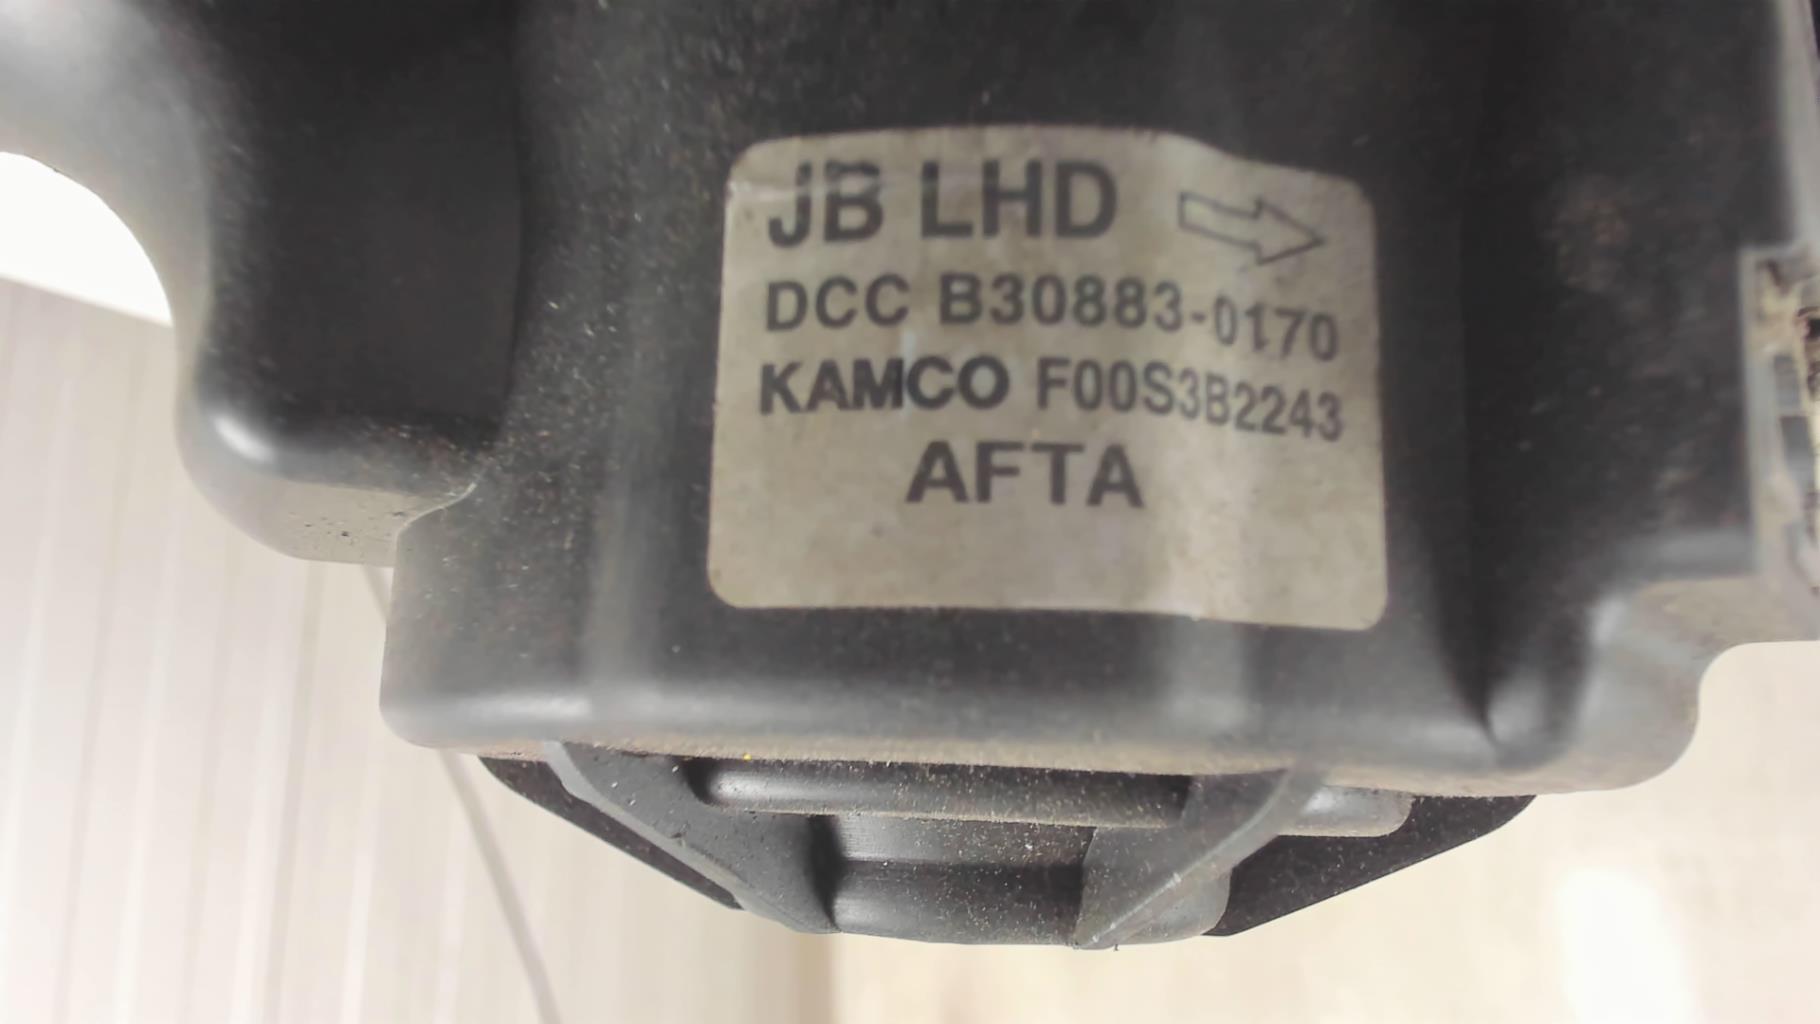 JB LHD
DCC B30883-0170
KAMCO F00S3B2243
AFTA